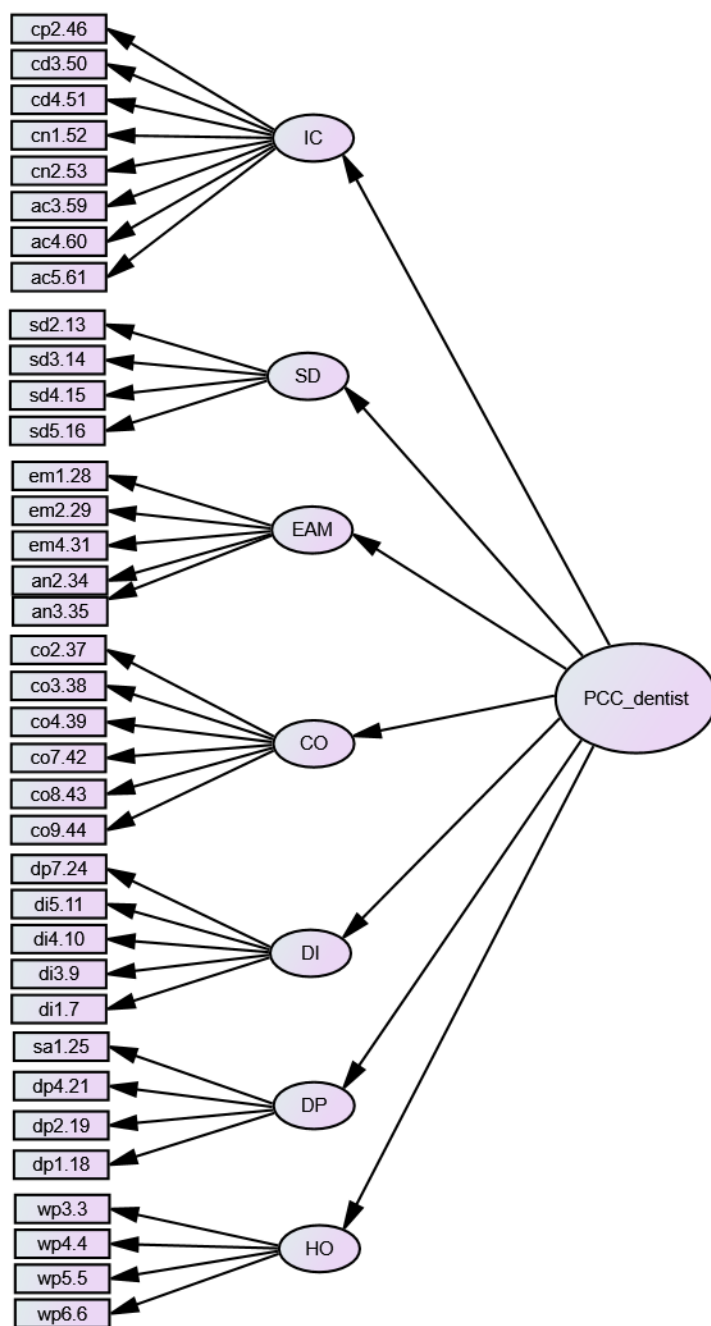 cp2.46
cd3.50
cd4.51
cn1.52
cn2.53
ac3.59
ac4.60
ac5.61
IC
sd2.13
sd3.14
sd4.15
sd5.16
SD
em1.28
em2.29
em4.31
an2.34
an3.35
EAM
co2.37
co3.38
co4.39
co7.42
co8.43
co9.44
CO
dp7.24
di5.11
di4.10
di3.9
di1.7
DI
sa1.25
dp4.21
dp2.19
dp1.18
DP
wp3.3
wp4.4
wp5.5
wp6.6
HO
PCC_dentist